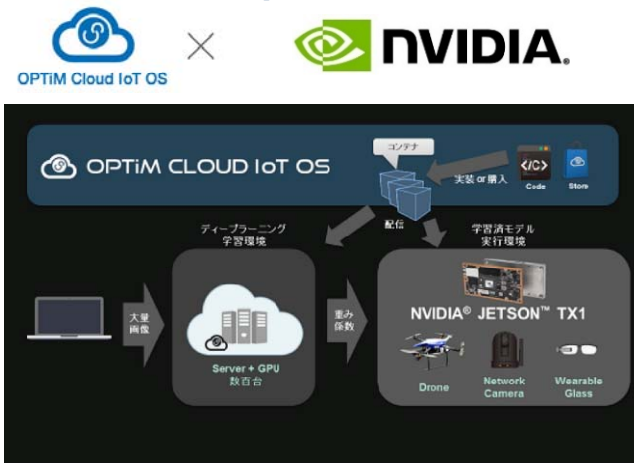 OPTiM Cloud IoT OS
×
NVIDIA.
OPTiM CLOUD IoT OS
コンテナ
実装 or 購入
</C>
Code
Store
配信
ディープラーニング
学習環境
学習済モデル
実行環境
大量
画像
Server + GPU
数百台
重み
係数
NVIDIA® JETSON™ TX1
Drone
Network
Camera
Wearable
Glass